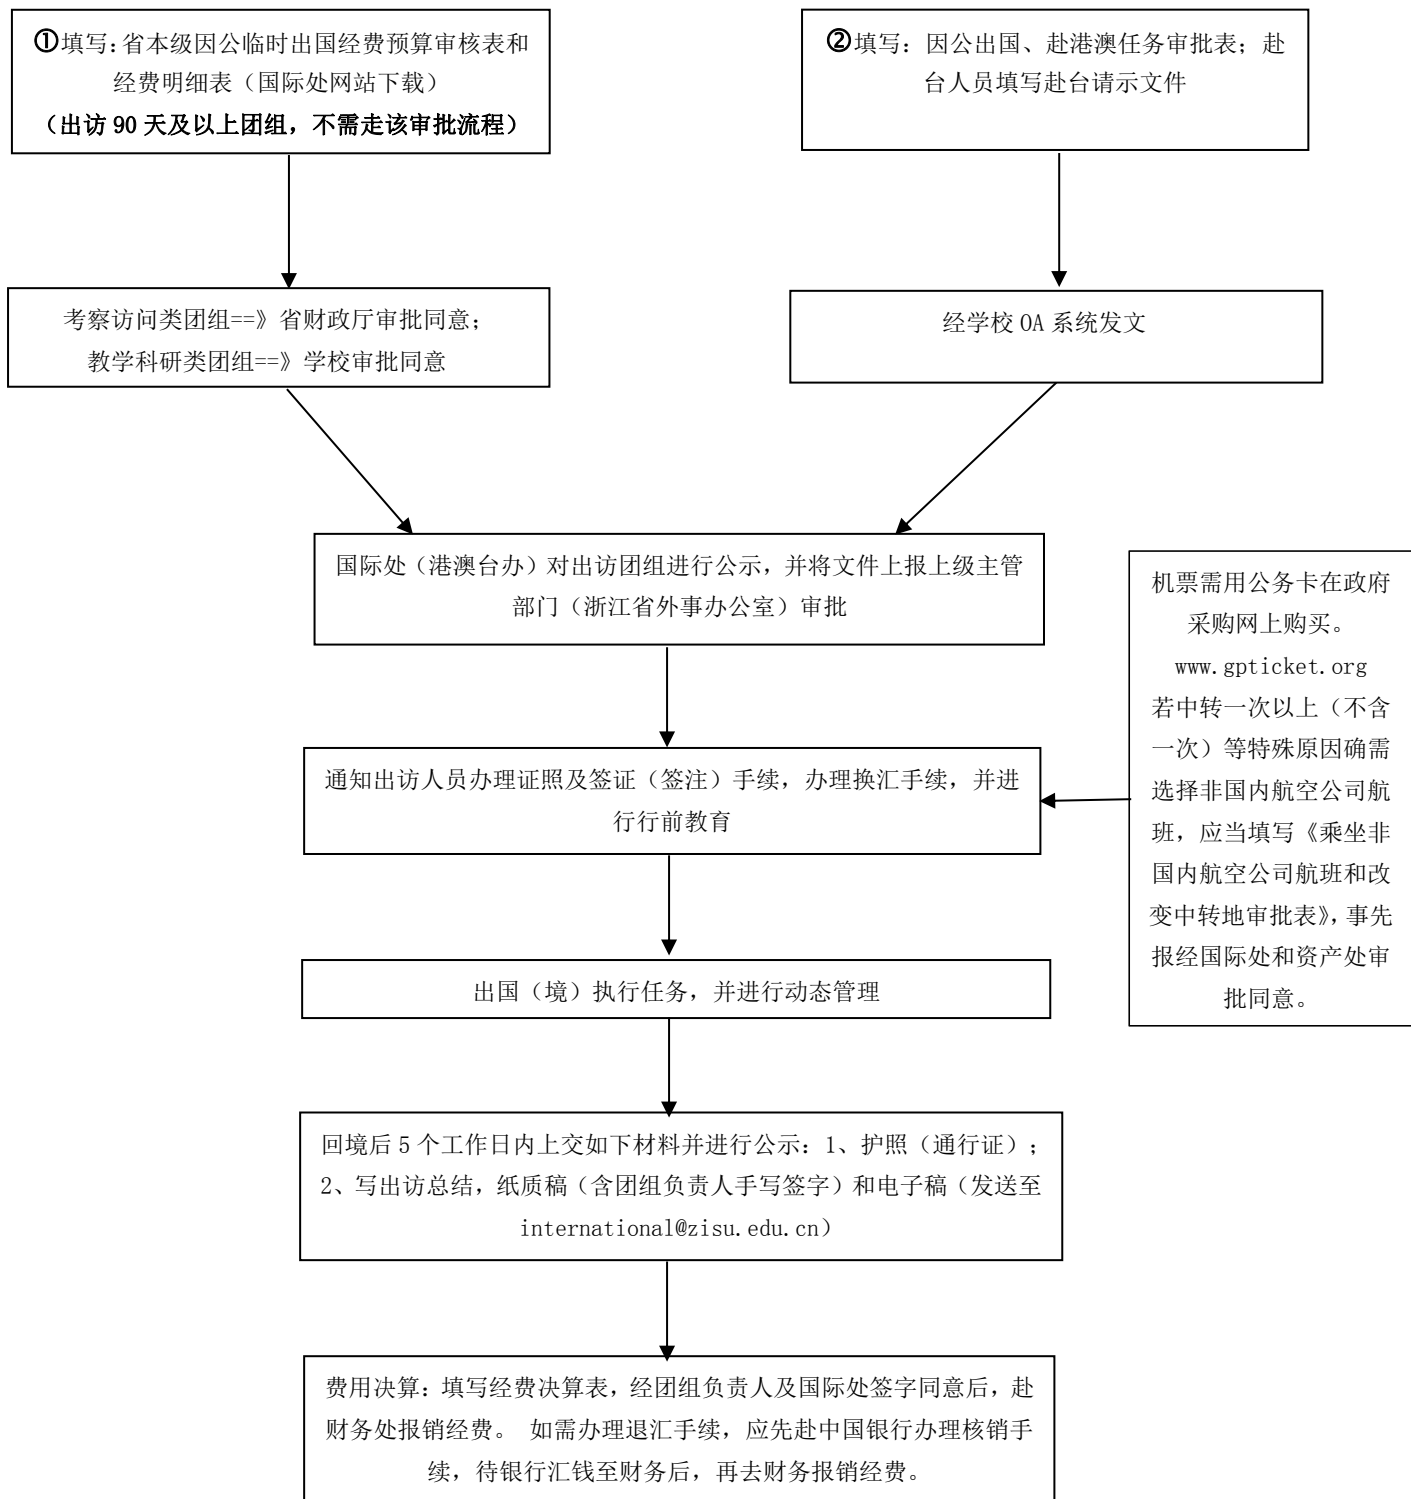 ①填写：省本级因公临时出国经费预算审核表和
经费明细表（国际处网站下载）
（出访 90 天及以上团组，不需走该审批流程）
②填写：因公出国、赴港澳任务审批表；赴
台人员填写赴台请示文件
考察访问类团组==》省财政厅审批同意；
教学科研类团组==》学校审批同意
经学校 OA 系统发文
国际处（港澳台办）对出访团组进行公示，并将文件上报上级主管
部门（浙江省外事办公室）审批
机票需用公务卡在政府
采购网上购买。
www.gpticket.org
若中转一次以上（不含
一次）等特殊原因确需
选择非国内航空公司航
班，应当填写《乘坐非
国内航空公司航班和改
变中转地审批表》，事先
报经国际处和资产处审
批同意。
通知出访人员办理证照及签证（签注）手续，办理换汇手续，并进
行行前教育
出国（境）执行任务，并进行动态管理
回境后 5 个工作日内上交如下材料并进行公示：1、护照（通行证）；
2、写出访总结，纸质稿（含团组负责人手写签字）和电子稿（发送至
international@zisu.edu.cn）
费用决算：填写经费决算表，经团组负责人及国际处签字同意后，赴
财务处报销经费。 如需办理退汇手续，应先赴中国银行办理核销手
续，待银行汇钱至财务后，再去财务报销经费。